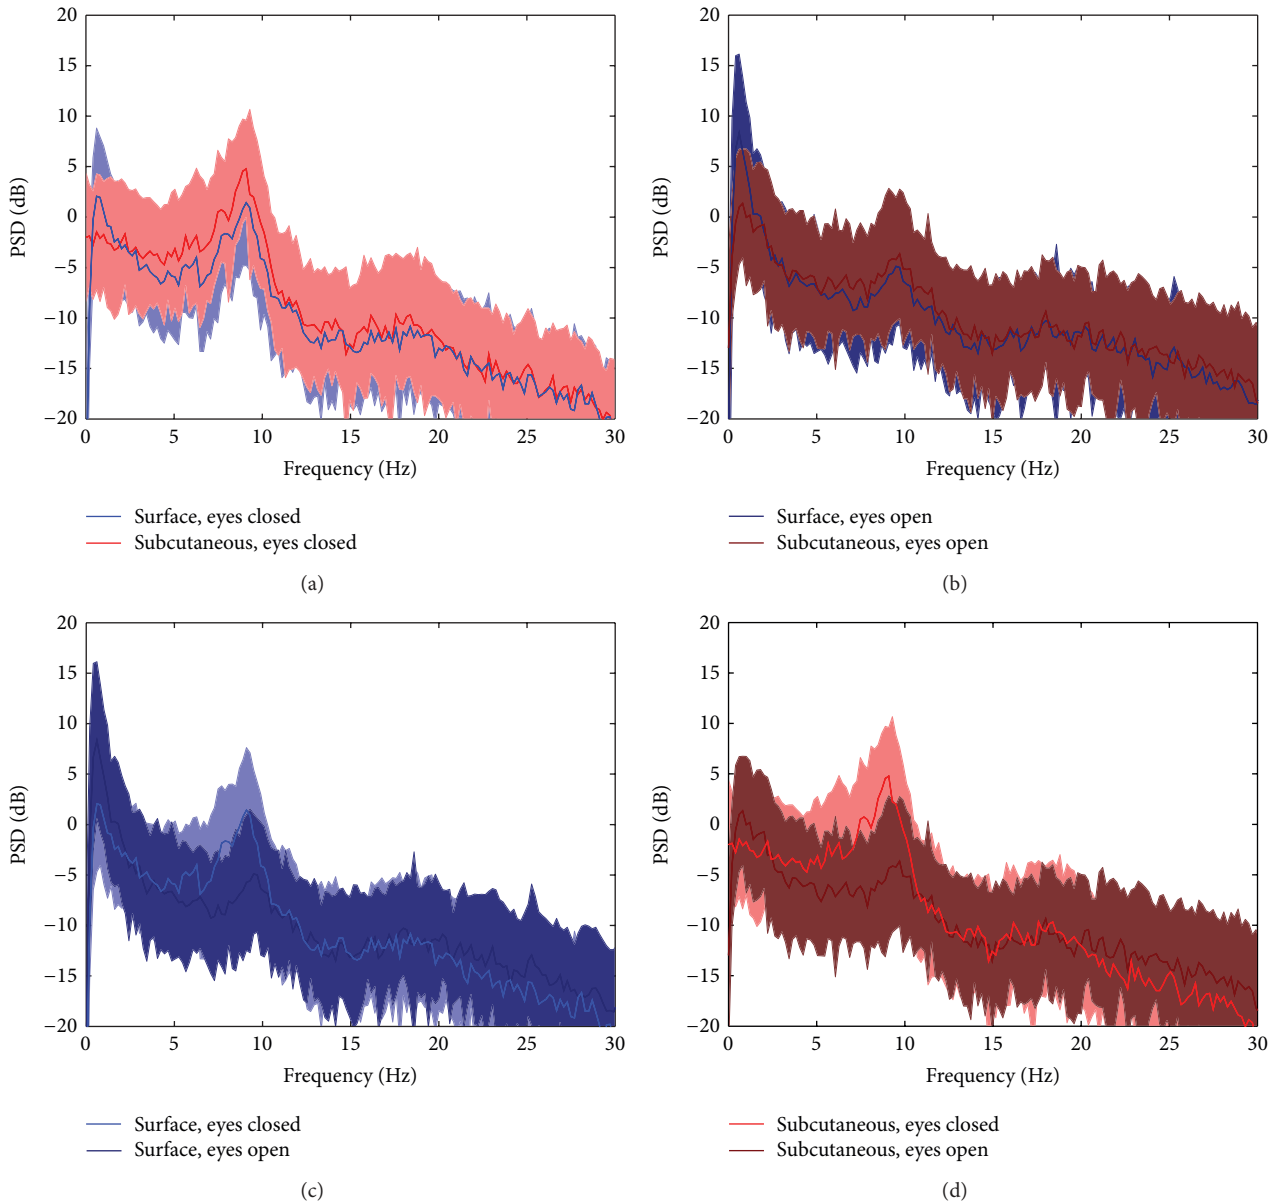 20
15
10
5
0
−5
−10
−15
−20
PSD (dB)
0 5 10 15 20 25 30
Frequency (Hz)
Surface, eyes closed
Subcutaneous, eyes closed
(a)
20
15
10
5
0
−5
−10
−15
−20
PSD (dB)
0 5 10 15 20 25 30
Frequency (Hz)
Surface, eyes open
Subcutaneous, eyes open
(b)
20
15
10
5
0
−5
−10
−15
−20
PSD (dB)
0 5 10 15 20 25 30
Frequency (Hz)
Surface, eyes closed
Surface, eyes open
(c)
20
15
10
5
0
−5
−10
−15
−20
PSD (dB)
0 5 10 15 20 25 30
Frequency (Hz)
Subcutaneous, eyes closed
Subcutaneous, eyes open
(d)